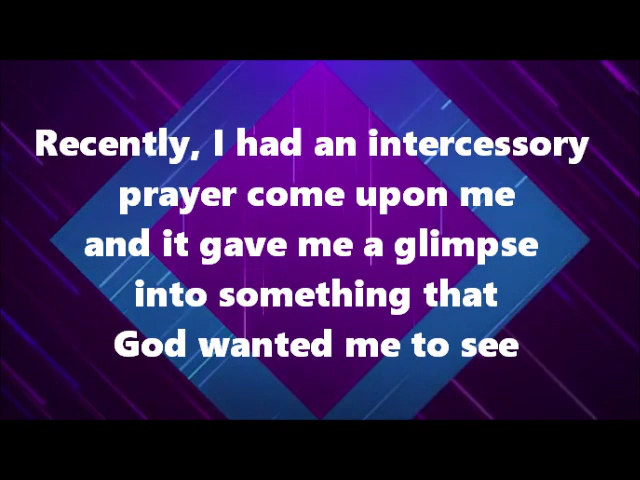 Recently, I had an intercessory
prayer come upon me
and it gave me a glimpse
into something that
God wanted me to see